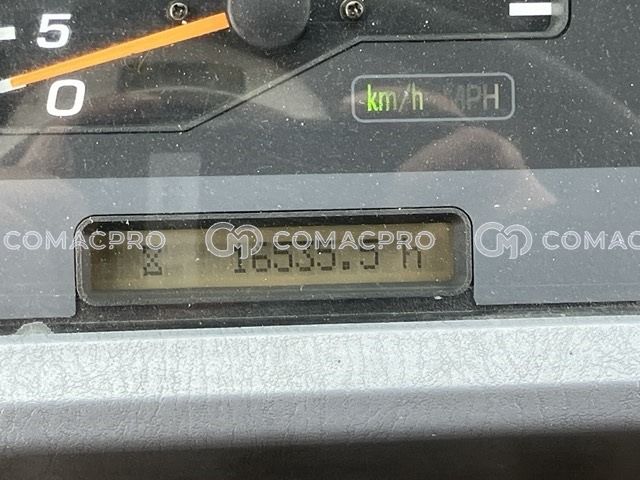 5
0
km/h MPH
COMACPRO COMACPRO COMACPRO
16535.5 H